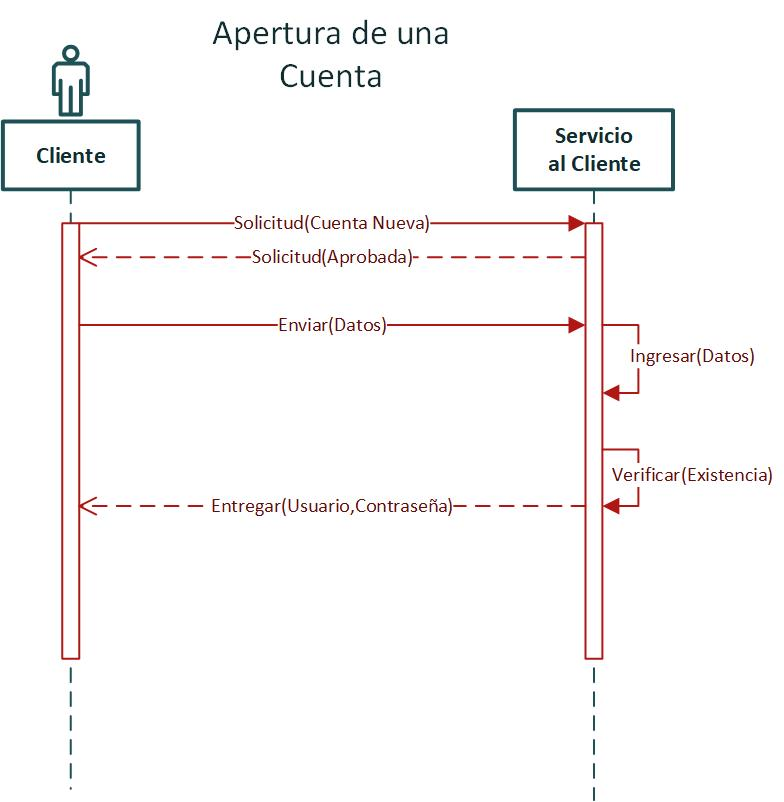 Apertura de una
Cuenta
Cliente
Servicio
al Cliente
Solicitud(Cuenta Nueva)
Solicitud(Aprobada)
Enviar(Datos)
Ingresar(Datos)
Verificar(Existencia)
Entregar(Usuario,Contraseña)